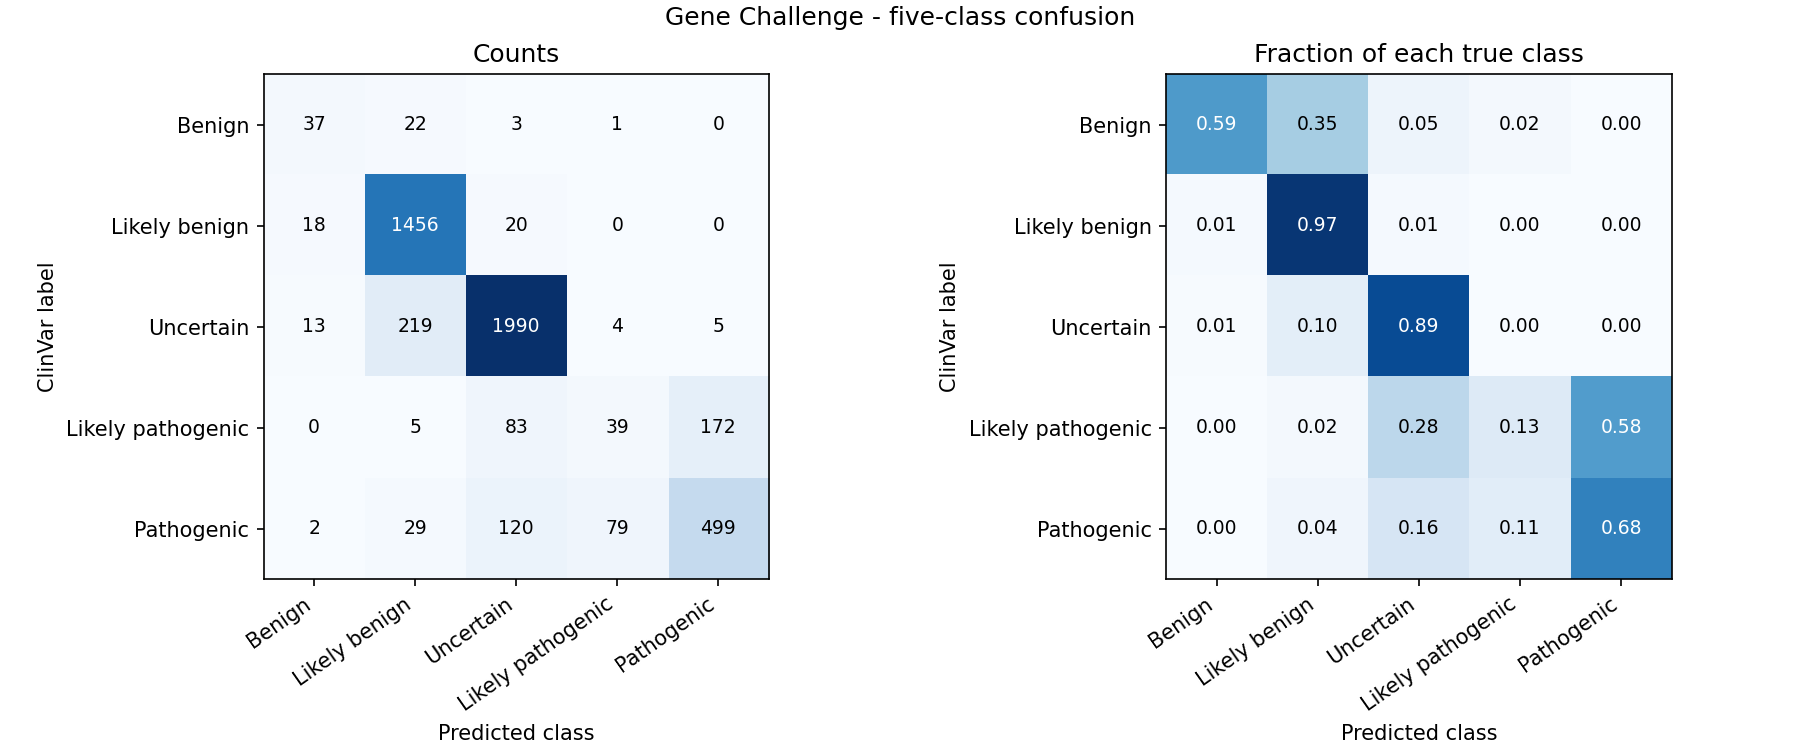 Gene Challenge - five-class confusion
Counts
Benign 37 22 3 1 0
Likely benign 18 1456 20 0 0
Uncertain 13 219 1990 4 5
Likely pathogenic 0 5 83 39 172
Pathogenic 2 29 120 79 499
ClinVar label
Benign Likely benign Uncertain Likely pathogenic Pathogenic
Predicted class
Fraction of each true class
Benign 0.59 0.35 0.05 0.02 0.00
Likely benign 0.01 0.97 0.01 0.00 0.00
Uncertain 0.01 0.10 0.89 0.00 0.00
Likely pathogenic 0.00 0.02 0.28 0.13 0.58
Pathogenic 0.00 0.04 0.16 0.11 0.68
ClinVar label
Benign Likely benign Uncertain Likely pathogenic Pathogenic
Predicted class